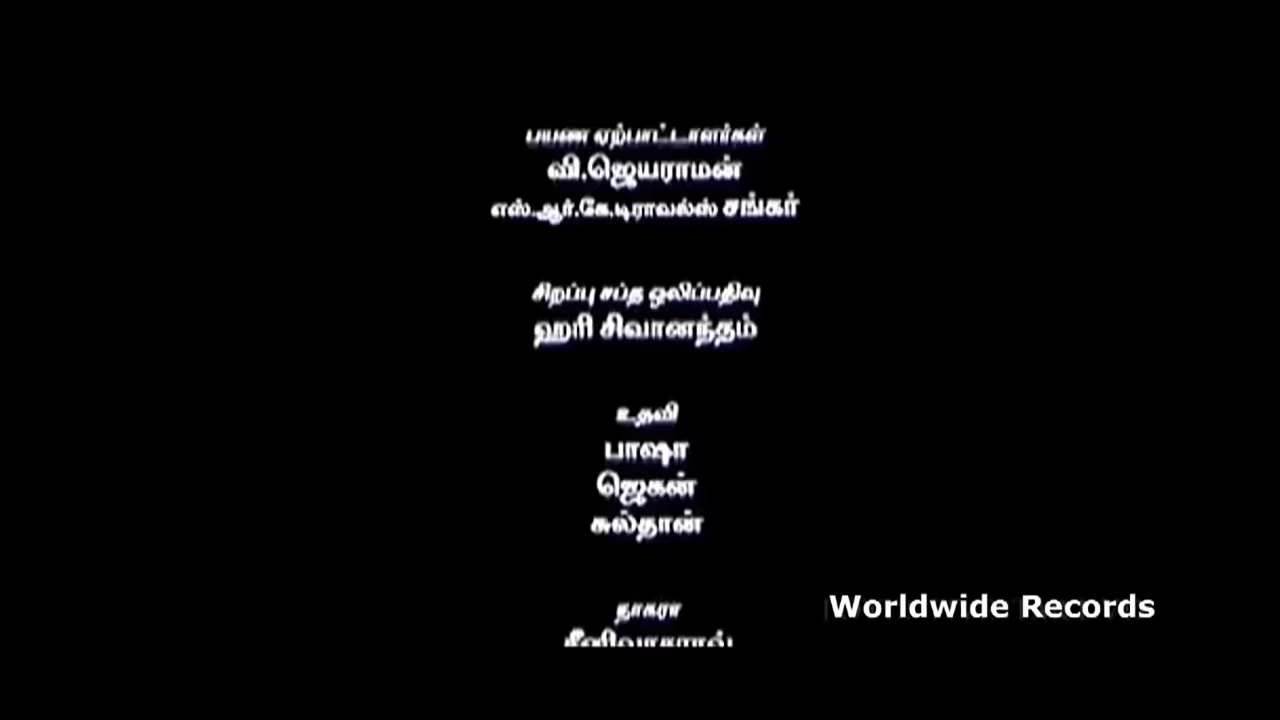 பயண ஏற்பாட்டாளர்கள்
வி.ஜெயராமன்
எஸ்.ஆர்.கே.டிராவல்ஸ் சங்கர்
சிறப்பு சப்த ஒலிப்பதிவு
ஹரி சிவானந்தம்
உதவி
பாஷா
ஜெகன்
சுல்தான்
தாகரா
Worldwide Records